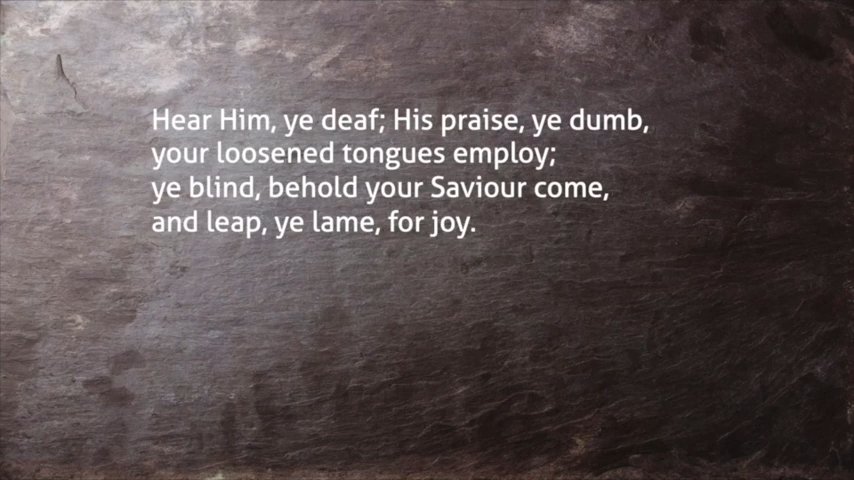 Hear Him, ye deaf; His praise, ye dumb,
your loosened tongues employ;
ye blind, behold your Saviour come,
and leap, ye lame, for joy.